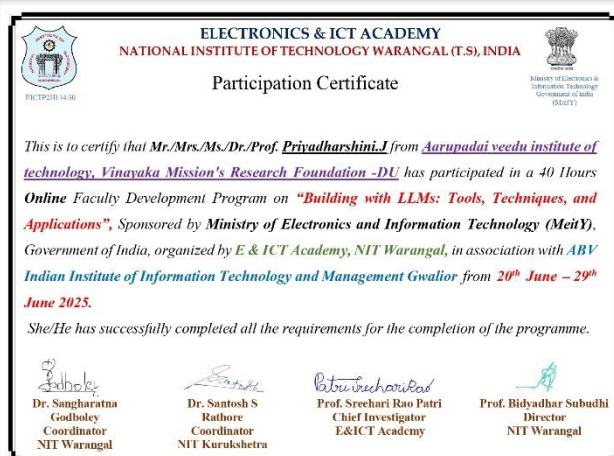 ELECTRONICS & ICT ACADEMY
NATIONAL INSTITUTE OF TECHNOLOGY WARANGAL (T.S), INDIA
Participation Certificate
Ministry of Electronics &
Information Technology
Government of India
(MeitY)
This is to certify that Mr./Mrs./Ms./Dr./Prof. Priyadharshini.J from Aarupadai veedu institute of
technology, Vinayaka Mission's Research Foundation -DU has participated in a 40 Hours
Online Faculty Development Program on "Building with LLMs: Tools, Techniques, and
Applications", Sponsored by Ministry of Electronics and Information Technology (MeitY),
Government of India, organized by E & ICT Academy, NIT Warangal, in association with ABV
Indian Institute of Information Technology and Management Gwalior from 20th June – 29th
June 2025.
She/He has successfully completed all the requirements for the completion of the programme.
Dr. Sangharatna
Godboley
Coordinator
NIT Warangal
Dr. Santosh S
Rathore
Coordinator
NIT Kurukshetra
Prof. Sreehari Rao Patri
Chief Investigator
E&ICT Academy
Prof. Bidyadhar Subudhi
Director
NIT Warangal